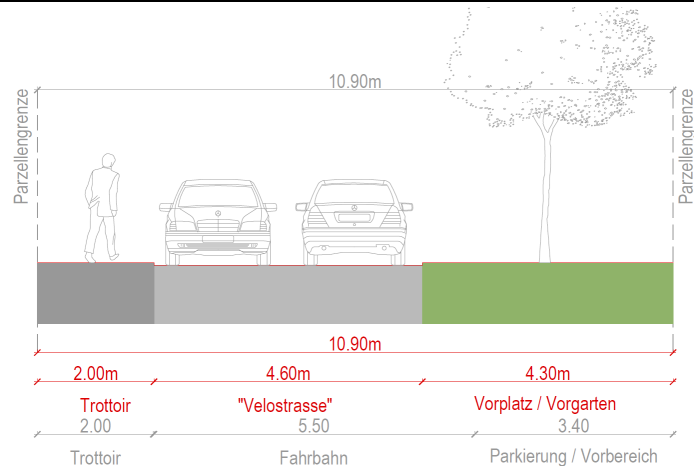 10.90m
Parzellengrenze
Parzellengrenze
10.90m
2.00m 4.60m 4.30m
Trottoir "Velostrasse" Vorplatz / Vorgarten
2.00 5.50 3.40
Trottoir Fahrbahn Parkierung / Vorbereich